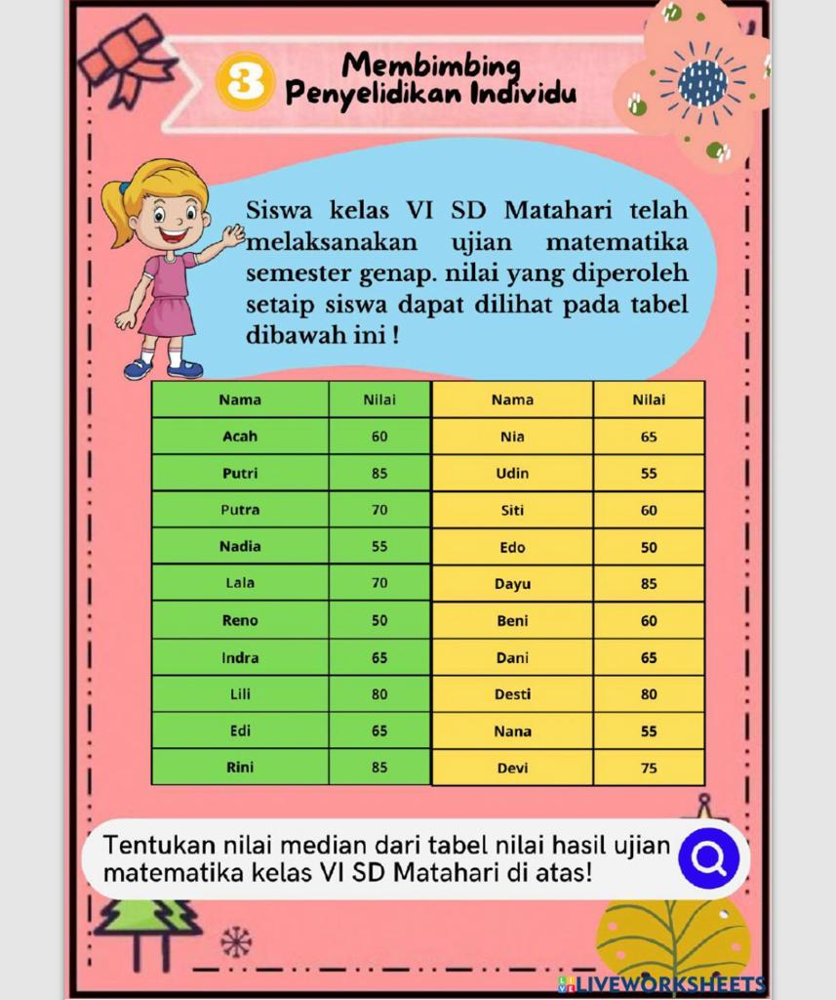 3
Membimbing
Penyelidikan Individu
Siswa kelas VI SD Matahari telah
melaksanakan ujian matematika
semester genap. nilai yang diperoleh
setaip siswa dapat dilihat pada tabel
dibawah ini !
Nama Nilai Nama Nilai
Acah 60 Nia 65
Putri 85 Udin 55
Putra 70 Siti 60
Nadia 55 Edo 50
Lala 70 Dayu 85
Reno 50 Beni 60
Indra 65 Dani 65
Lili 80 Desti 80
Edi 65 Nana 55
Rini 85 Devi 75
Tentukan nilai median dari tabel nilai hasil ujian
matematika kelas VI SD Matahari di atas!
LIVE LIVEWORKSHEETS